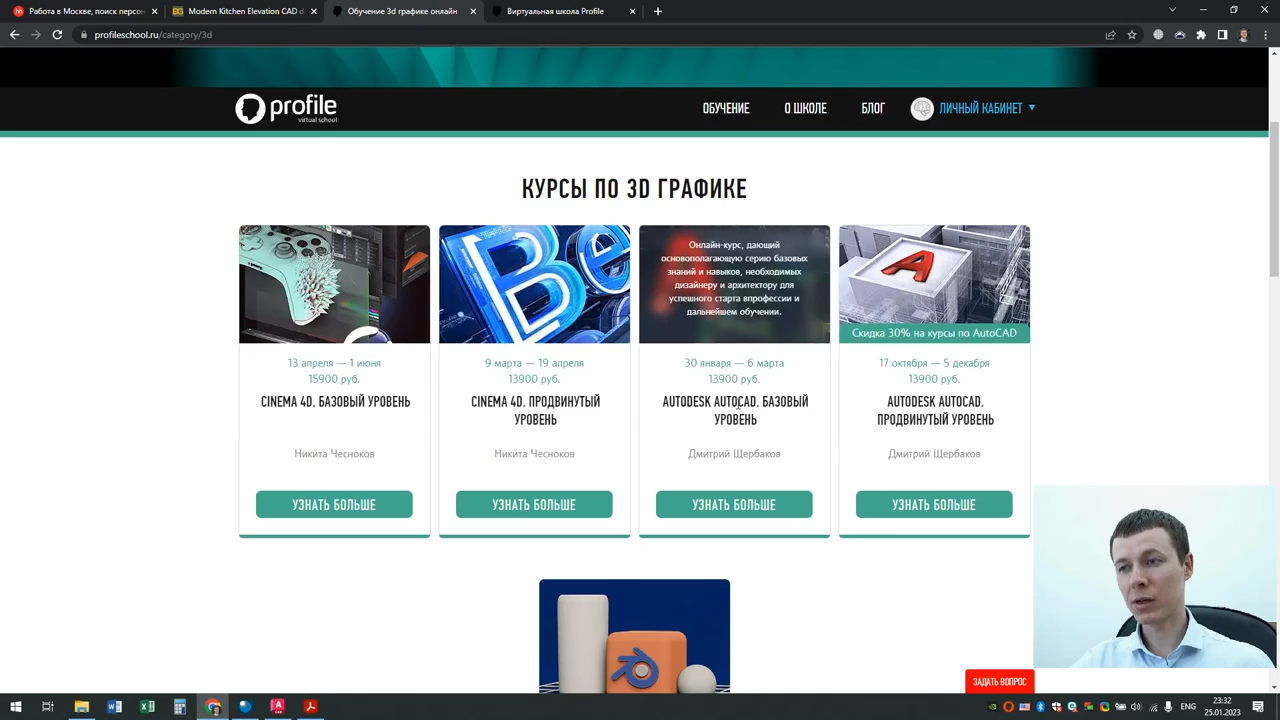 Работа в Москве, поиск персон
Modern Kitchen Elevation CAD d
Обучение 3d графике онлайн
Виртуальная школа Profile
profileschool.ru/category/3d
profile
virtual school
ОБУЧЕНИЕ
О ШКОЛЕ
БЛОГ
ЛИЧНЫЙ КАБИНЕТ
КУРСЫ ПО 3D ГРАФИКЕ
Be
Онлайн-курс, дающий
основополагающую серию базовых
знаний и навыков, необходимых
дизайнеру и архитектору для
успешного старта впрофессии и
дальнейшем обучении.
A
Скидка 30% на курсы по AutoCAD
13 апреля — 1 июня
15900 руб.
CINEMA 4D. БАЗОВЫЙ УРОВЕНЬ
Никита Чесноков
УЗНАТЬ БОЛЬШЕ
9 марта — 19 апреля
13900 руб.
CINEMA 4D. ПРОДВИНУТЫЙ
УРОВЕНЬ
Никита Чесноков
УЗНАТЬ БОЛЬШЕ
30 января — 6 марта
13900 руб.
AUTODESK AUTOCAD. БАЗОВЫЙ
УРОВЕНЬ
Дмитрий Щербаков
УЗНАТЬ БОЛЬШЕ
17 октября — 5 декабря
13900 руб.
AUTODESK AUTOCAD.
ПРОДВИНУТЫЙ УРОВЕНЬ
Дмитрий Щербаков
УЗНАТЬ БОЛЬШЕ
ЗАДАТЬ ВОПРОС
ENG
23:32
25.01.2023